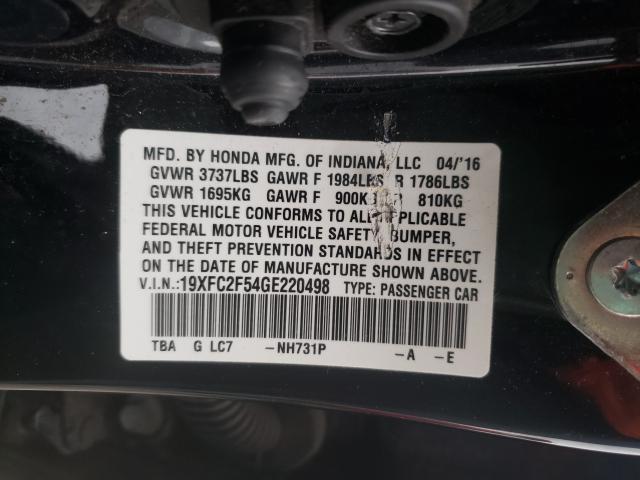 MFD. BY HONDA MFG. OF INDIANA, LLC 04/'16
GVWR 3737LBS GAWR F 1984LBS R 1786LBS
GVWR 1695KG GAWR F 900K 810KG
THIS VEHICLE CONFORMS TO ALL APPLICABLE
FEDERAL MOTOR VEHICLE SAFETY, BUMPER,
AND THEFT PREVENTION STANDARDS IN EFFECT
ON THE DATE OF MANUFACTURE SHOWN ABOVE.
V.I.N.:19XFC2F54GE220498 TYPE: PASSENGER CAR
TBA G LC7 -NH731P -A -E